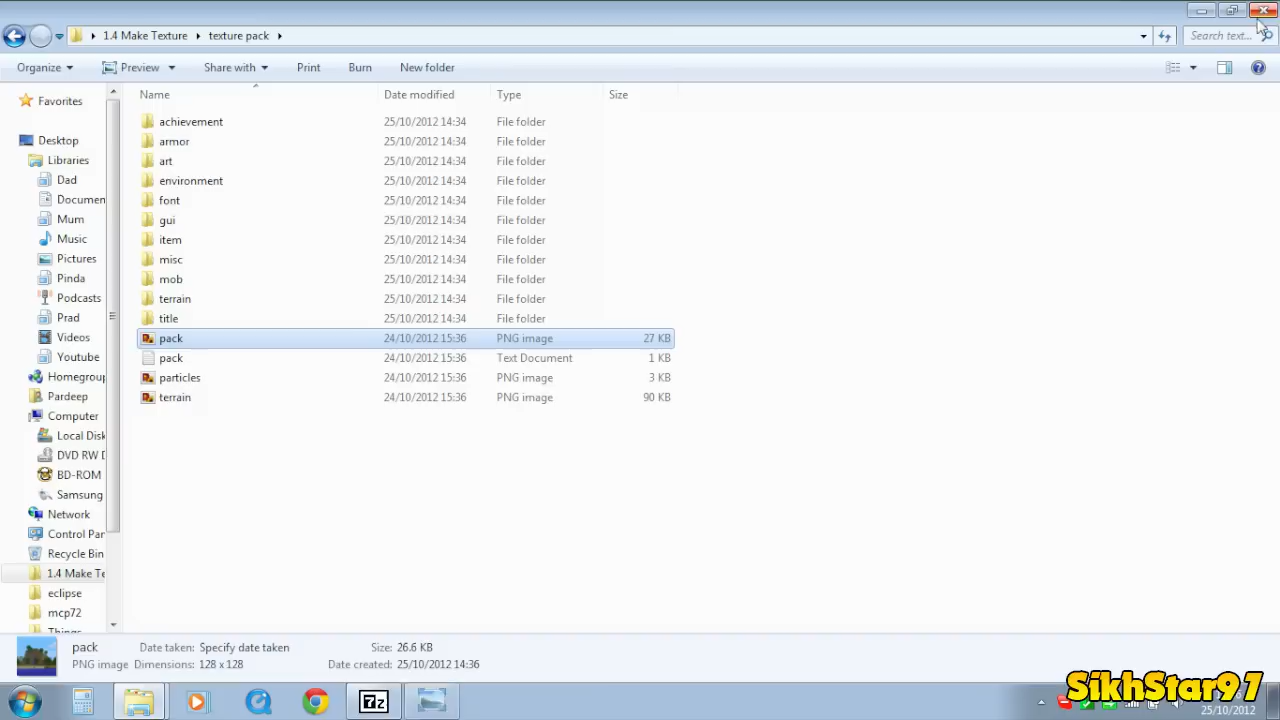 1.4 Make Texture ▸ texture pack ▸
Search text...
Organize Preview Share with Print Burn New folder
Name Date modified Type Size
Favorites
Desktop
Libraries
Dad
Documen
Mum
Music
Pictures
Pinda
Podcasts
Prad
Videos
Youtube
Homegroup
Pardeep
Computer
Local Disk
DVD RW D
BD-ROM
Samsung
Network
Control Par
Recycle Bin
1.4 Make Te
eclipse
mcp72
Things
achievement 25/10/2012 14:34 File folder
armor 25/10/2012 14:34 File folder
art 25/10/2012 14:34 File folder
environment 25/10/2012 14:34 File folder
font 25/10/2012 14:34 File folder
gui 25/10/2012 14:34 File folder
item 25/10/2012 14:34 File folder
misc 25/10/2012 14:34 File folder
mob 25/10/2012 14:34 File folder
terrain 25/10/2012 14:34 File folder
title 25/10/2012 14:34 File folder
pack 24/10/2012 15:36 PNG image 27 KB
pack 24/10/2012 15:36 Text Document 1 KB
particles 24/10/2012 15:36 PNG image 3 KB
terrain 24/10/2012 15:36 PNG image 90 KB
pack Date taken: Specify date taken Size: 26.6 KB
PNG image Dimensions: 128 x 128 Date created: 25/10/2012 14:36
7z
SikhStar97
25/10/2012